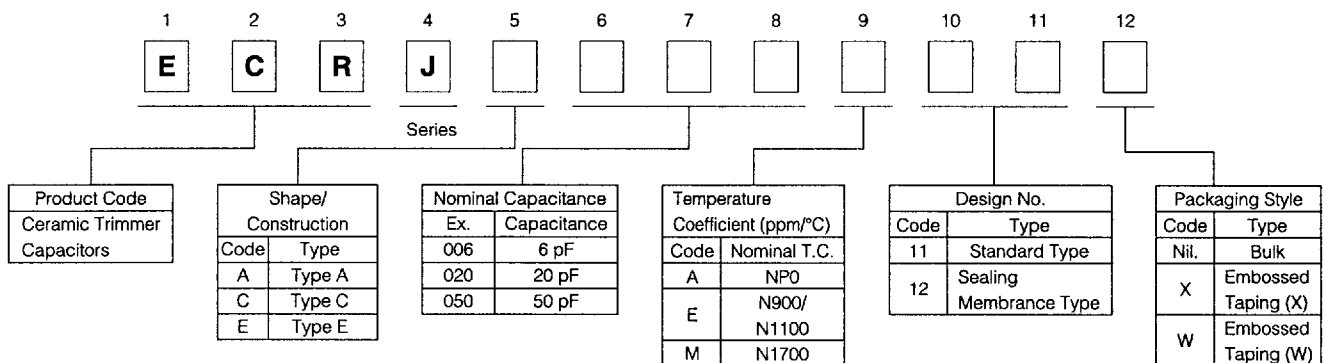 1 2 3 4 5 6 7 8 9 10 11 12
E C R J
Series
Product Code
Ceramic Trimmer
Capacitors
Shape/
Construction
Code Type
A Type A
C Type C
E Type E
Nominal Capacitance
Ex. Capacitance
006 6 pF
020 20 pF
050 50 pF
Temperature
Coefficient (ppm/°C)
Code Nominal T.C.
A NP0
E N900/
N1100
M N1700
Design No.
Code Type
11 Standard Type
12 Sealing
Membrance Type
Packaging Style
Code Type
Nil. Bulk
X Embossed
Taping (X)
W Embossed
Taping (W)